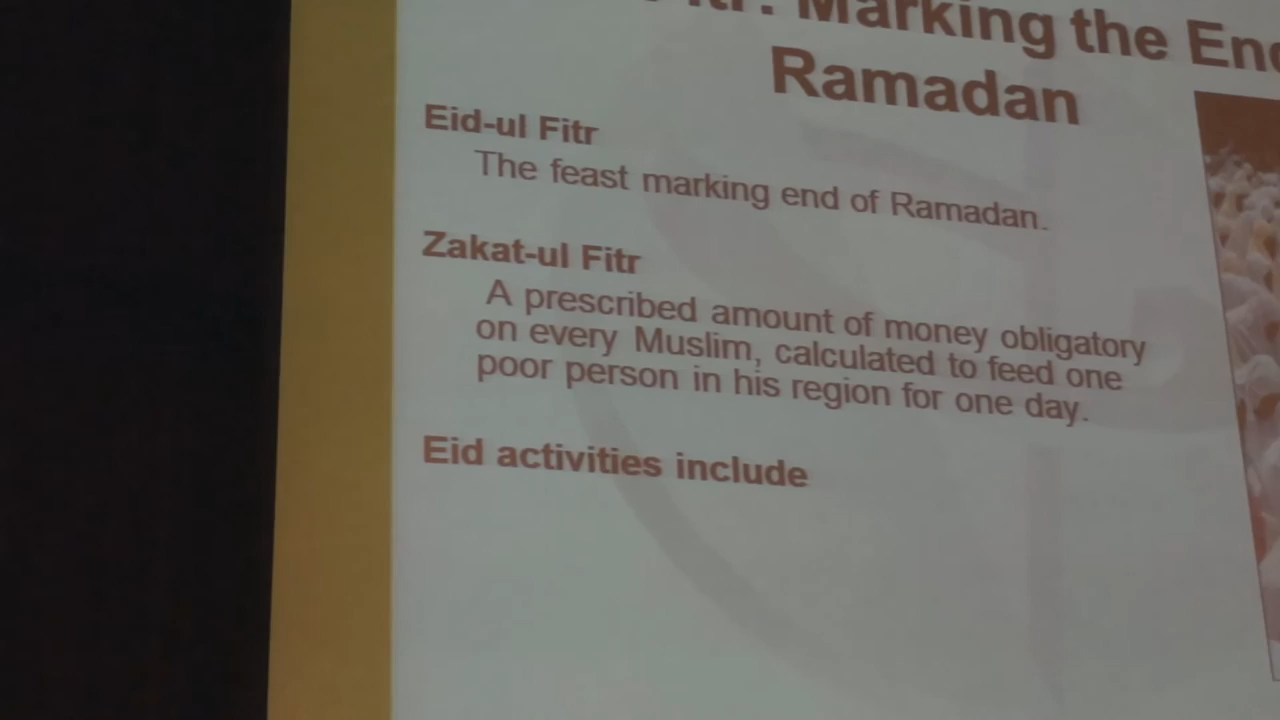 Marking the End
Ramadan
Eid-ul Fitr
The feast marking end of Ramadan.
Zakat-ul Fitr
A prescribed amount of money obligatory
on every Muslim, calculated to feed one
poor person in his region for one day.
Eid activities include